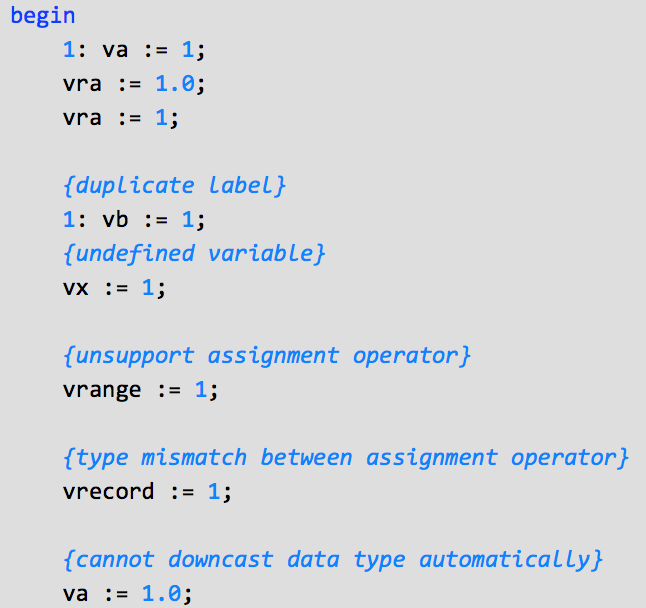 begin
1: va := 1;
vra := 1.0;
vra := 1;
{duplicate label}
1: vb := 1;
{undefined variable}
vx := 1;
{unsupport assignment operator}
vrange := 1;
{type mismatch between assignment operator}
vrecord := 1;
{cannot downcast data type automatically}
va := 1.0;